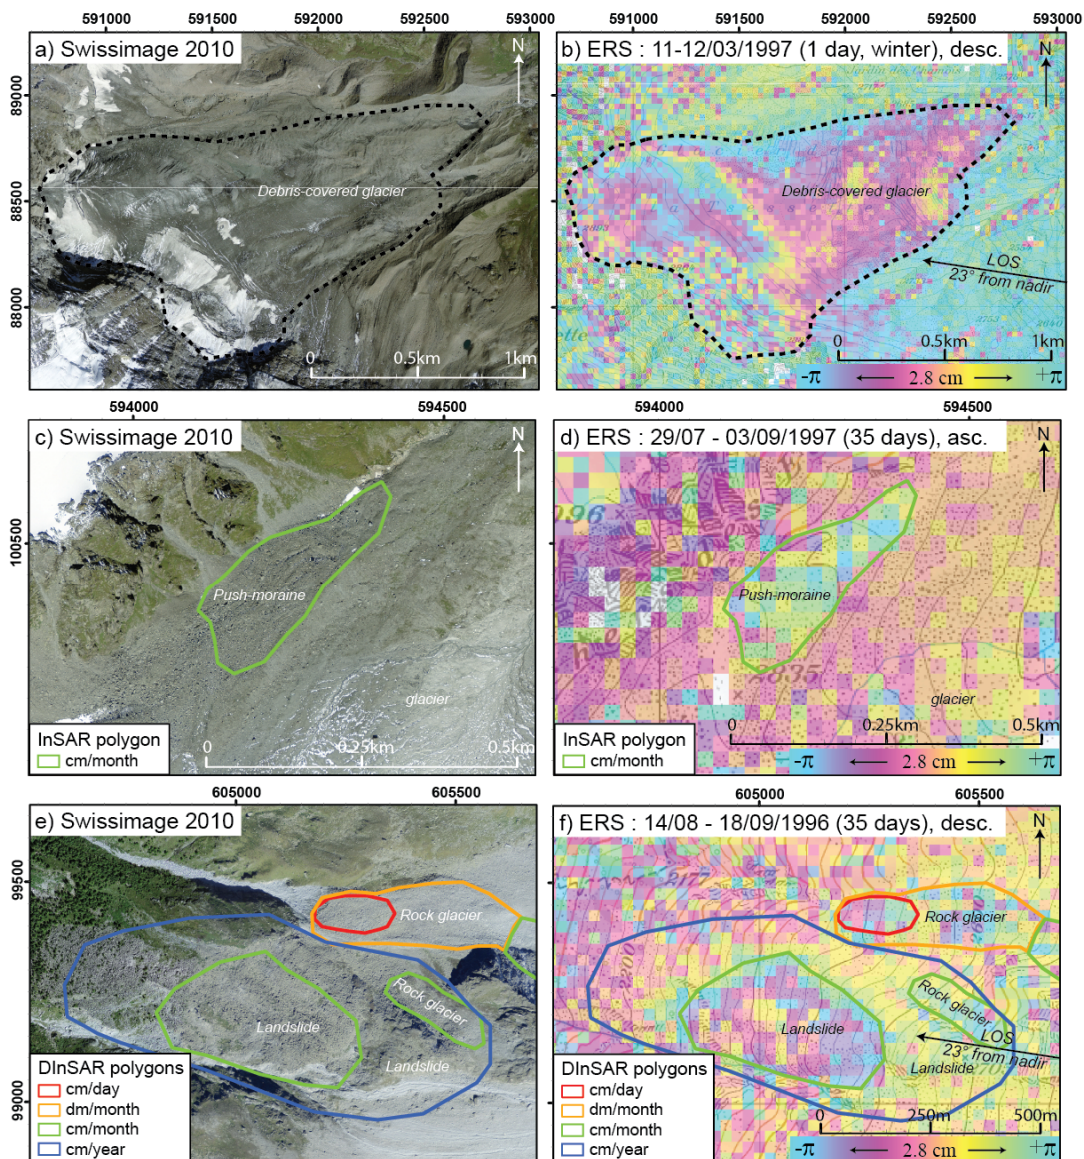 591000 591500 592000 592500 593000
591000 591500 592000 592500 593000
a) Swissimage 2010
N
89000
88500
88000
Debris-covered glacier
0 0.5km 1km
b) ERS : 11-12/03/1997 (1 day, winter), desc.
N
Debris-covered glacier
LOS
23° from nadir
0 0.5km 1km
-π 2.8 cm +π
594000 594500
594000 594500
c) Swissimage 2010
N
100500
Push-moraine
glacier
InSAR polygon
cm/month
0 0.25km 0.5km
d) ERS : 29/07 - 03/09/1997 (35 days), asc.
N
Push-moraine
2835
glacier
InSAR polygon
cm/month
0 0.25km 0.5km
-π 2.8 cm +π
605000 605500
605000 605500
e) Swissimage 2010
N
99500
99000
Rock glacier
Rock glacier
Landslide
Landslide
DInSAR polygons
cm/day
dm/month
cm/month
cm/year
f) ERS : 14/08 - 18/09/1996 (35 days), desc.
N
2177
2200
Rock glacier
Rock glacier
Landslide
LOS
23° from nadir
Landslide
DInSAR polygons
cm/day
dm/month
cm/month
cm/year
0 250m 500m
-π 2.8 cm +π